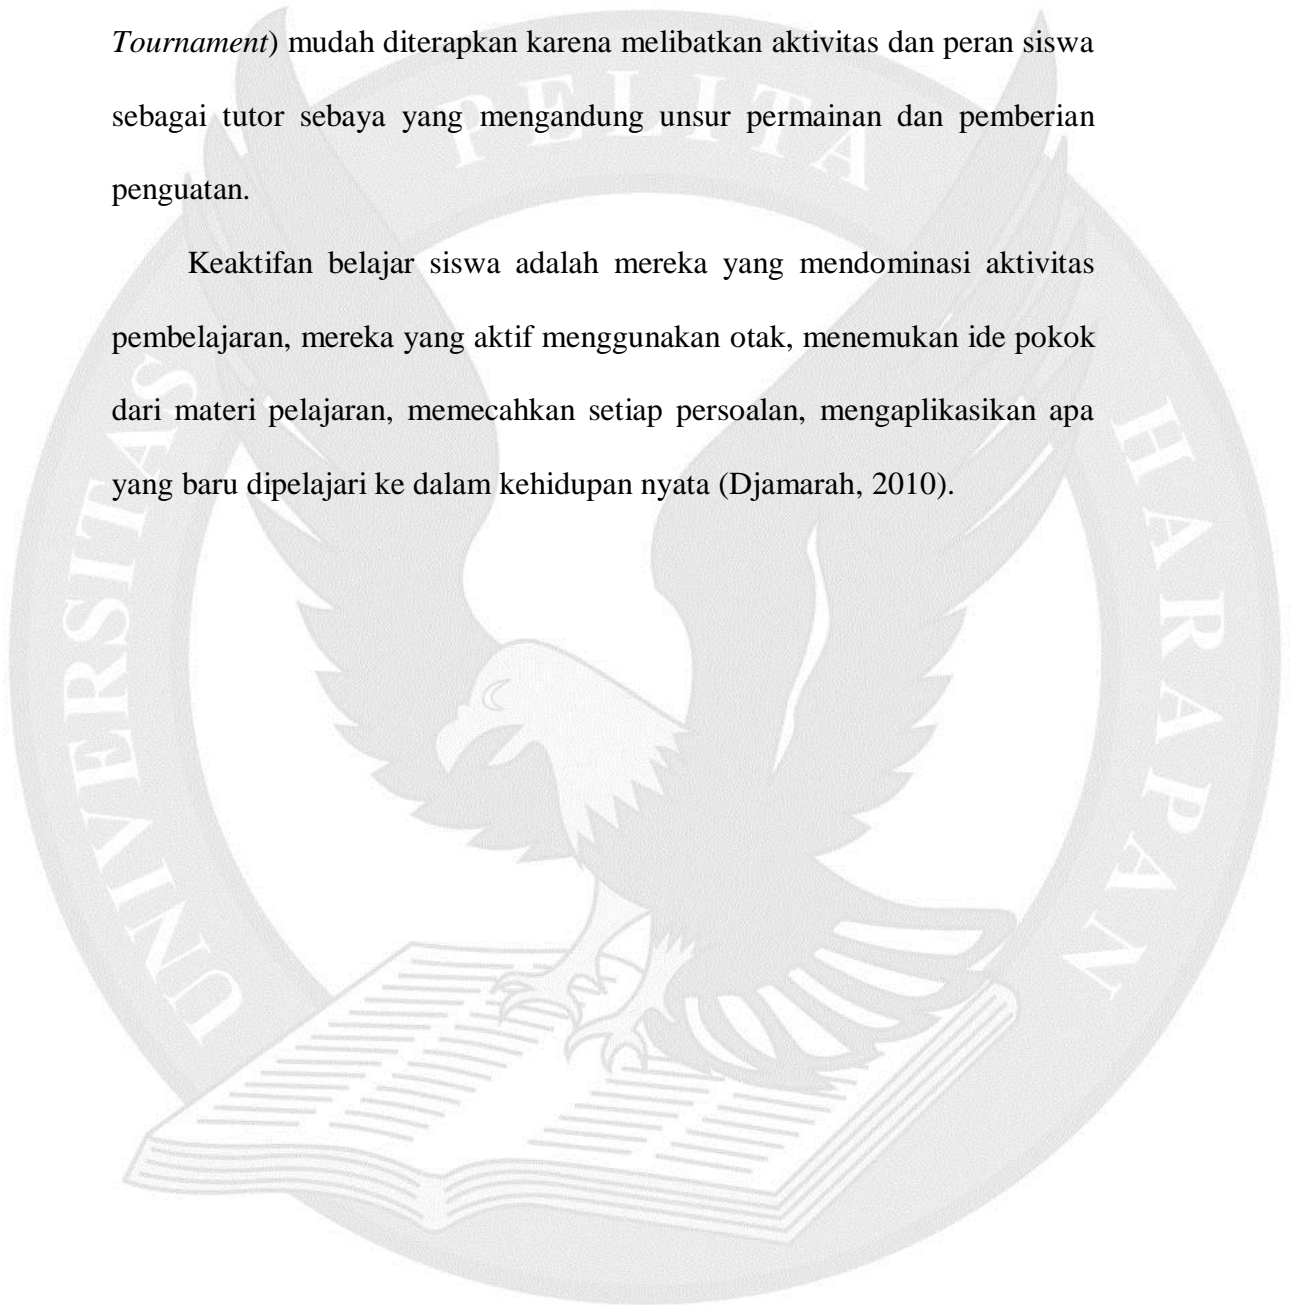 Tournament) mudah diterapkan karena melibatkan aktivitas dan peran siswa
sebagai tutor sebaya yang mengandung unsur permainan dan pemberian
penguatan.
Keaktifan belajar siswa adalah mereka yang mendominasi aktivitas
pembelajaran, mereka yang aktif menggunakan otak, menemukan ide pokok
dari materi pelajaran, memecahkan setiap persoalan, mengaplikasikan apa
yang baru dipelajari ke dalam kehidupan nyata (Djamarah, 2010).
UNIVERSITAS
PELITA
HARAPAN